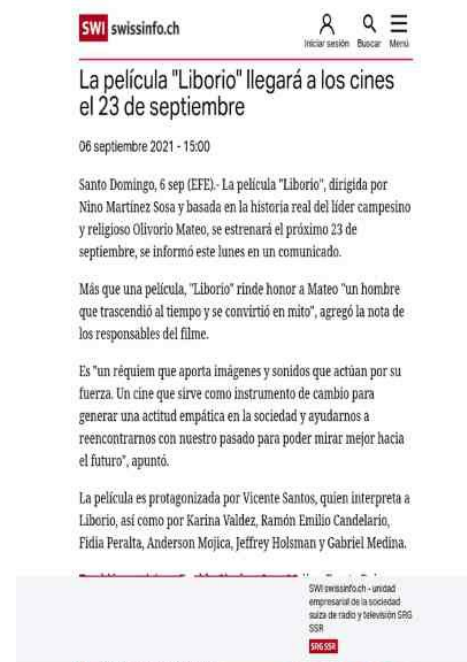 SWI swissinfo.ch
Iniciar sesión Buscar Menú
La película "Liborio" llegará a los cines
el 23 de septiembre
06 septiembre 2021 - 15:00
Santo Domingo, 6 sep (EFE).- La película "Liborio", dirigida por
Nino Martínez Sosa y basada en la historia real del líder campesino
y religioso Olivorio Mateo, se estrenará el próximo 23 de
septiembre, se informó este lunes en un comunicado.
Más que una película, "Liborio" rinde honor a Mateo "un hombre
que trascendió al tiempo y se convirtió en mito", agregó la nota de
los responsables del filme.
Es "un réquiem que aporta imágenes y sonidos que actúan por su
fuerza. Un cine que sirve como instrumento de cambio para
generar una actitud empática en la sociedad y ayudarnos a
reencontrarnos con nuestro pasado para poder mirar mejor hacia
el futuro", apuntó.
La película es protagonizada por Vicente Santos, quien interpreta a
Liborio, así como por Karina Valdez, Ramón Emilio Candelario,
Fidia Peralta, Anderson Mojica, Jeffrey Holsman y Gabriel Medina.
SWI swissinfo.ch - unidad
empresarial de la sociedad
suiza de radio y televisión SRG
SSR
SRG SSR